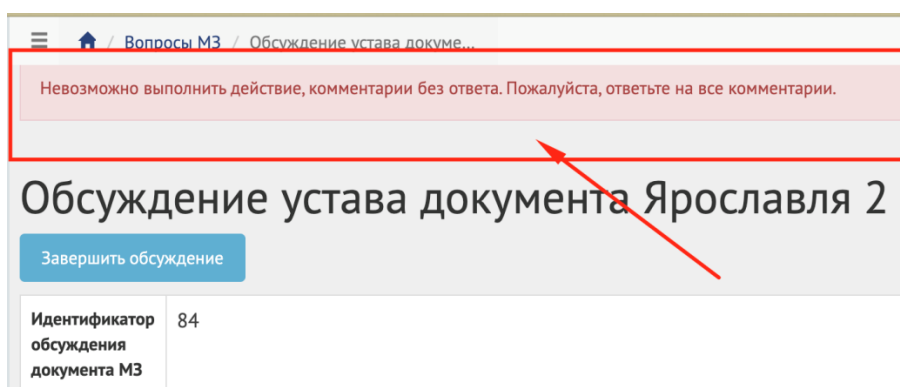 / Вопросы МЗ / Обсуждение устава докуме...
Невозможно выполнить действие, комментарии без ответа. Пожалуйста, ответьте на все комментарии.
Обсуждение устава документа Ярославля 2
Завершить обсуждение
Идентификатор 84
обсуждения
документа МЗ